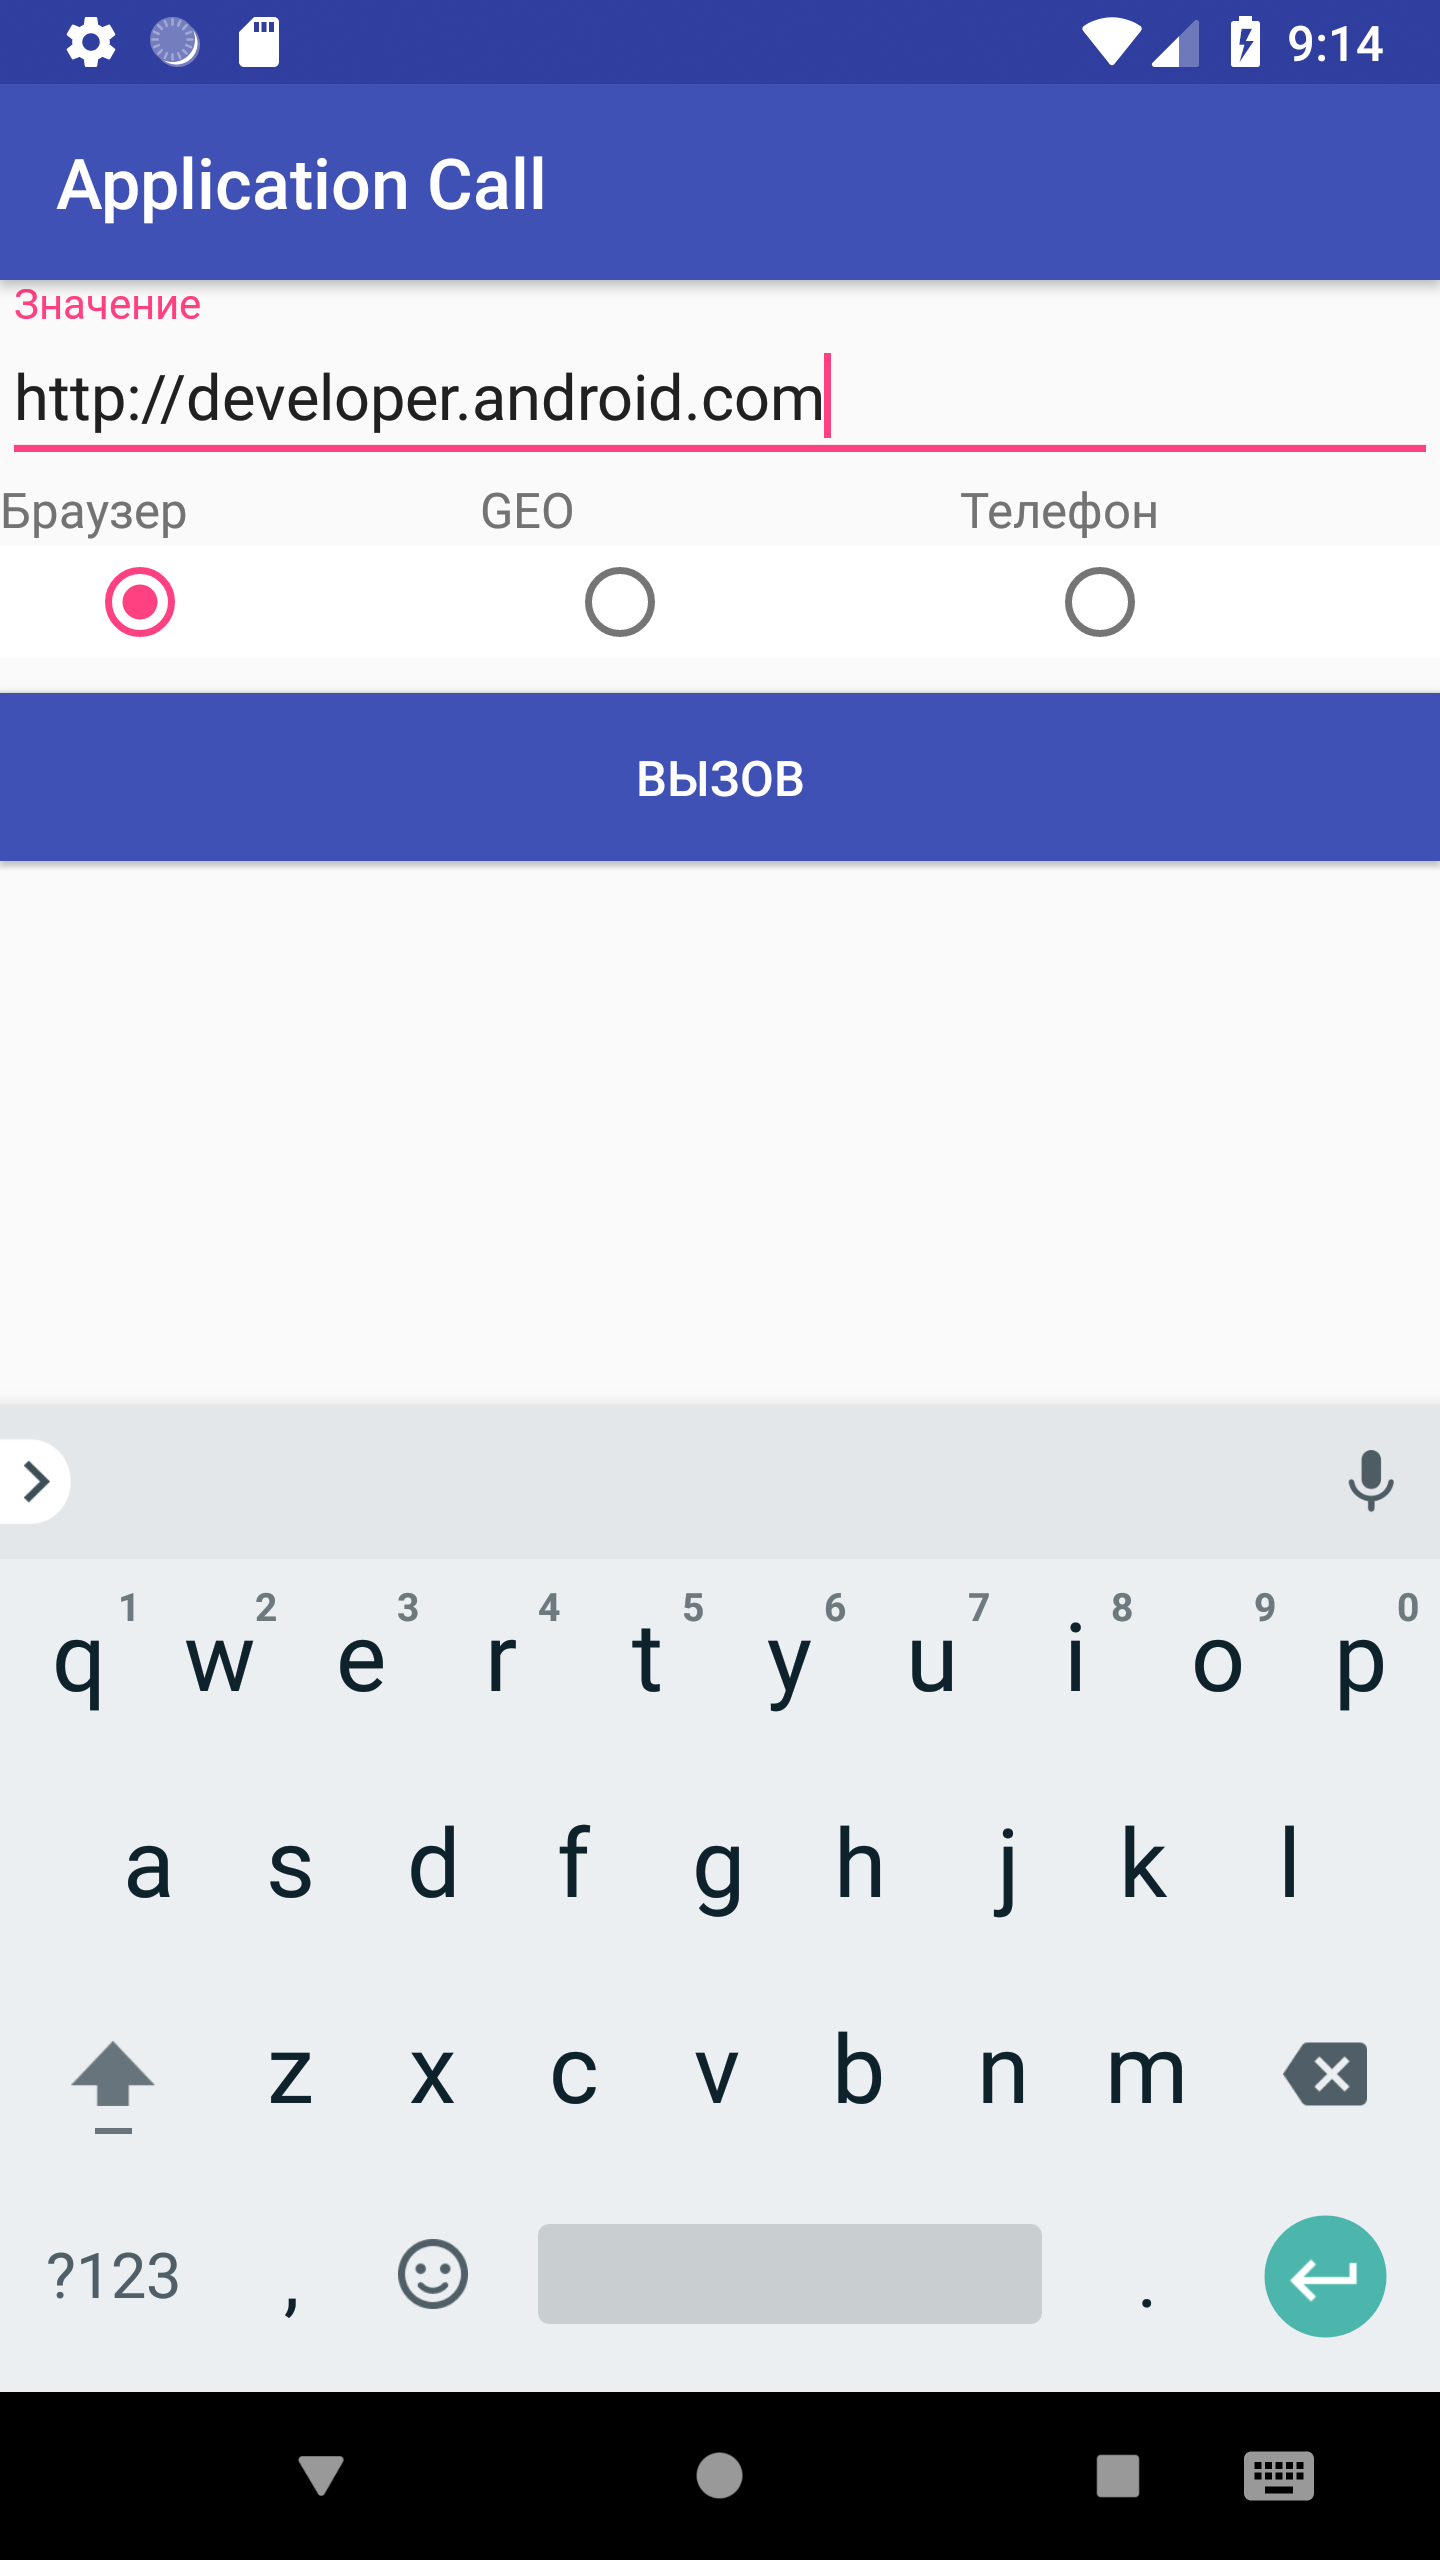 9:14
Application Call
Значение
http://developer.android.com
Браузер GEO Телефон
ВЫЗОВ
1 2 3 4 5 6 7 8 9 0
q w e r t y u i o p
a s d f g h j k l
z x c v b n m
?123 , .